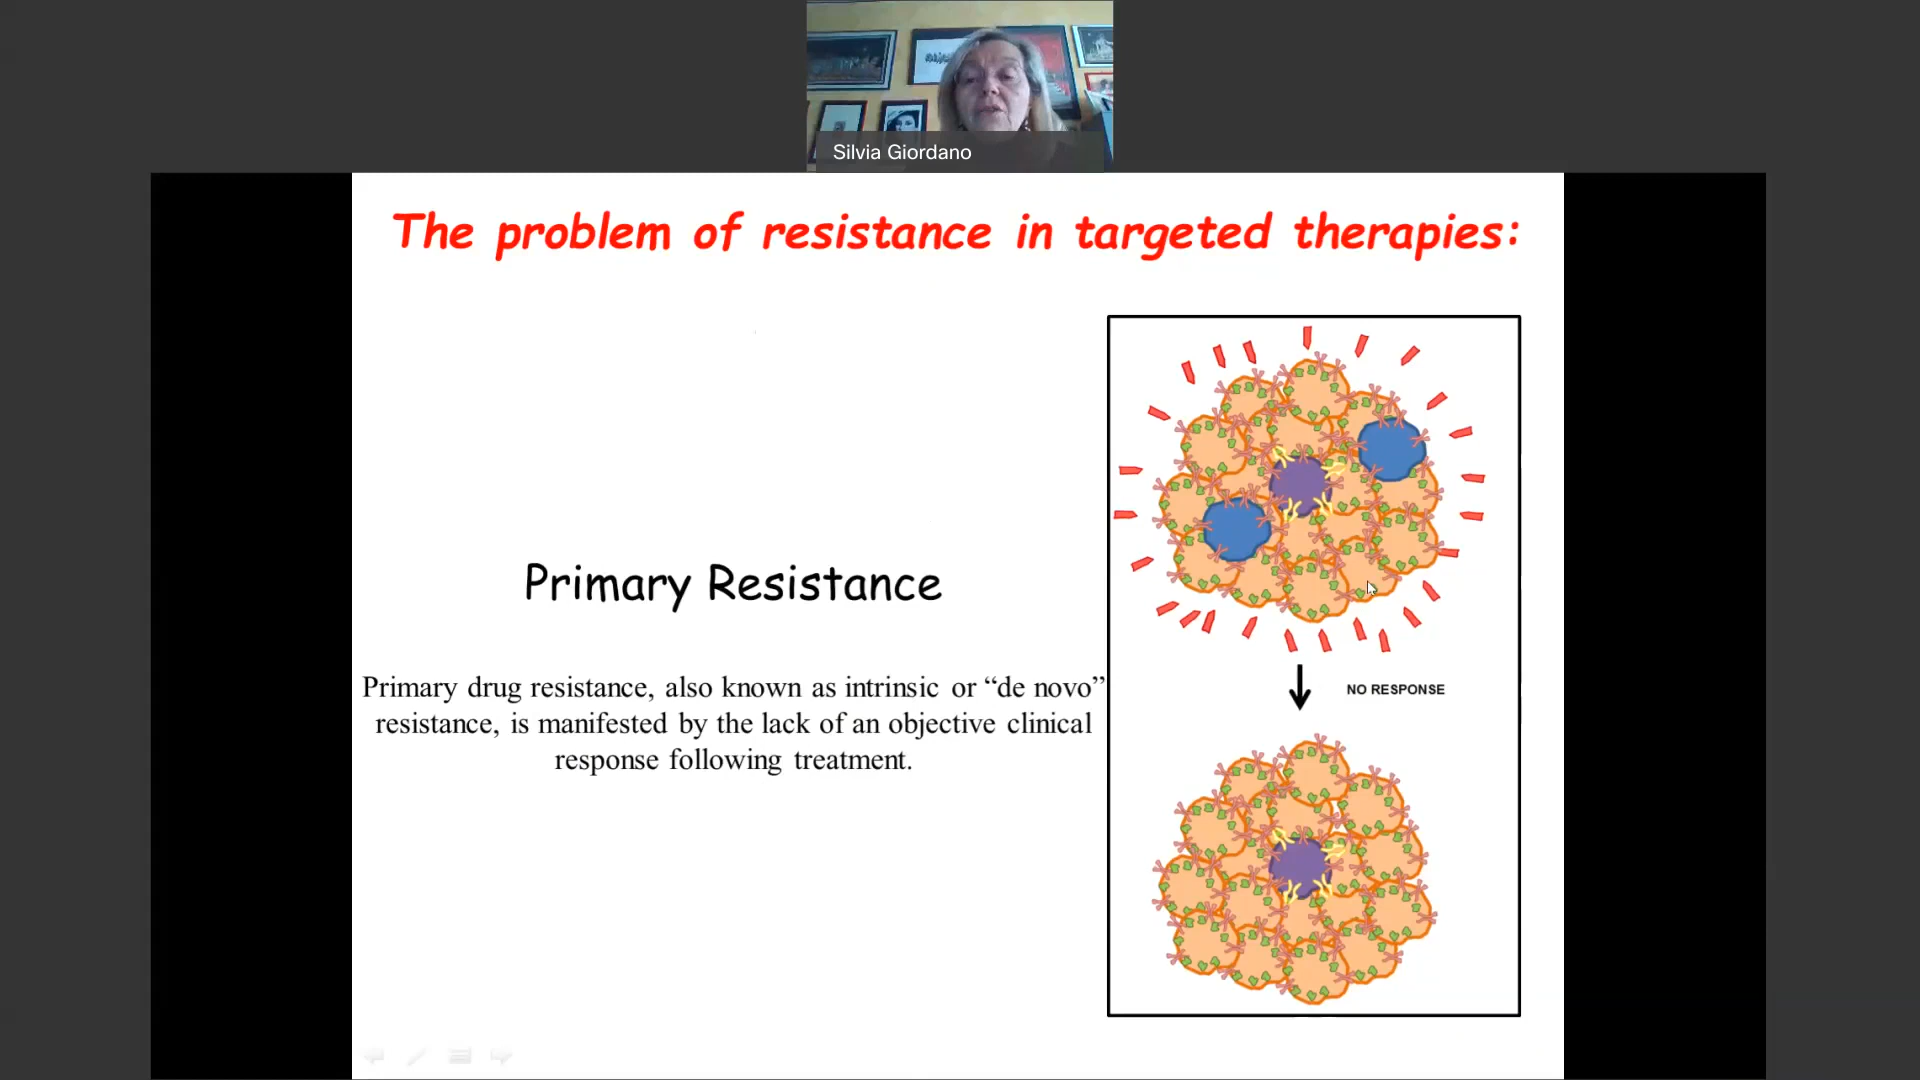 Silvia Giordano
The problem of resistance in targeted therapies:
Primary Resistance
Primary drug resistance, also known as intrinsic or “de novo”
resistance, is manifested by the lack of an objective clinical
response following treatment.
NO RESPONSE